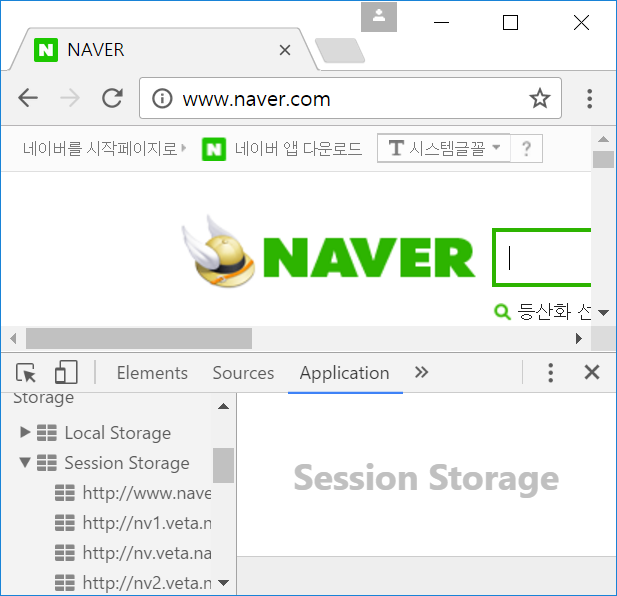 NAVER
www.naver.com
네이버를 시작페이지로 N 네이버 앱 다운로드 T 시스템글꼴 ?
NAVER
등산화 선
Elements Sources Application
Storage
Local Storage
Session Storage
http://www.nave
http://nv1.veta.n
http://nv.veta.na
http://nv2.veta.n
Session Storage